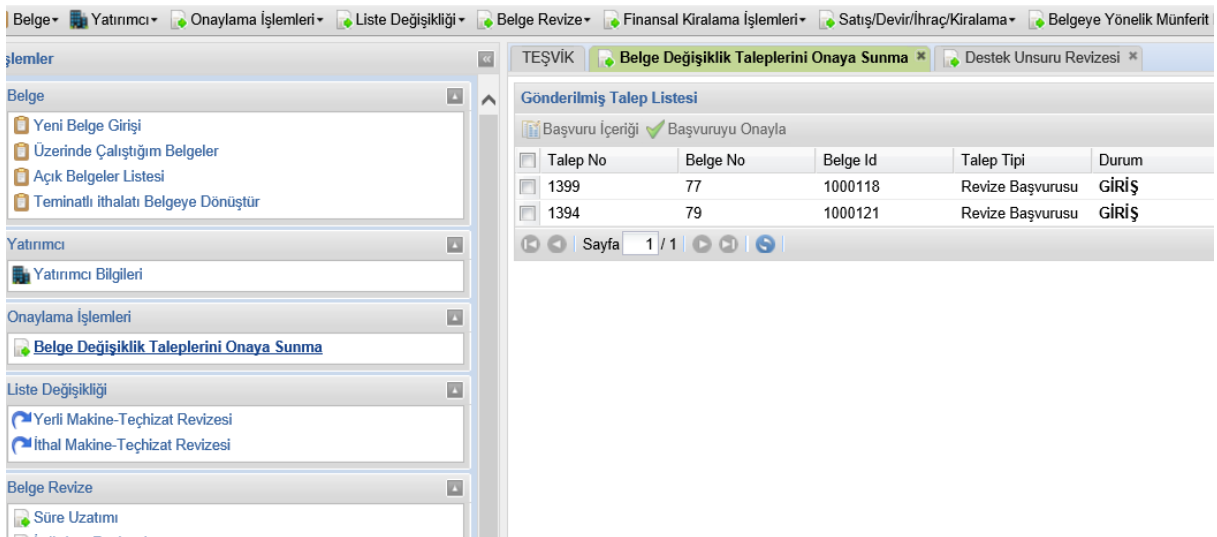 Belge Yatırımcı Onaylama İşlemleri Liste Değişikliği Belge Revize Finansal Kiralama İşlemleri Satış/Devir/İhraç/Kiralama Belgeye Yönelik Münferit
İşlemler
TEŞVİK Belge Değişiklik Taleplerini Onaya Sunma Destek Unsuru Revizesi
Belge
Yeni Belge Girişi
Üzerinde Çalıştığım Belgeler
Açık Belgeler Listesi
Teminatlı ithalatı Belgeye Dönüştür
Yatırımcı
Yatırımcı Bilgileri
Onaylama İşlemleri
Belge Değişiklik Taleplerini Onaya Sunma
Liste Değişikliği
Yerli Makine-Teçhizat Revizesi
İthal Makine-Teçhizat Revizesi
Belge Revize
Süre Uzatımı
Gönderilmiş Talep Listesi
Başvuru İçeriği Başvuruyu Onayla
Talep No Belge No Belge Id Talep Tipi Durum
1399 77 1000118 Revize Başvurusu GİRİŞ
1394 79 1000121 Revize Başvurusu GİRİŞ
Sayfa 1 / 1